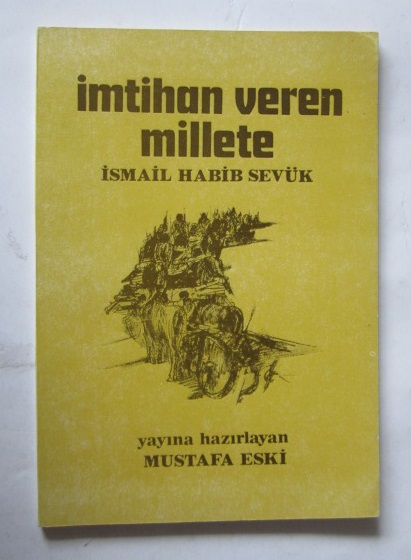 imtihan veren
millete
İSMAİL HABİB SEVÜK
yayına hazırlayan
MUSTAFA ESKİ